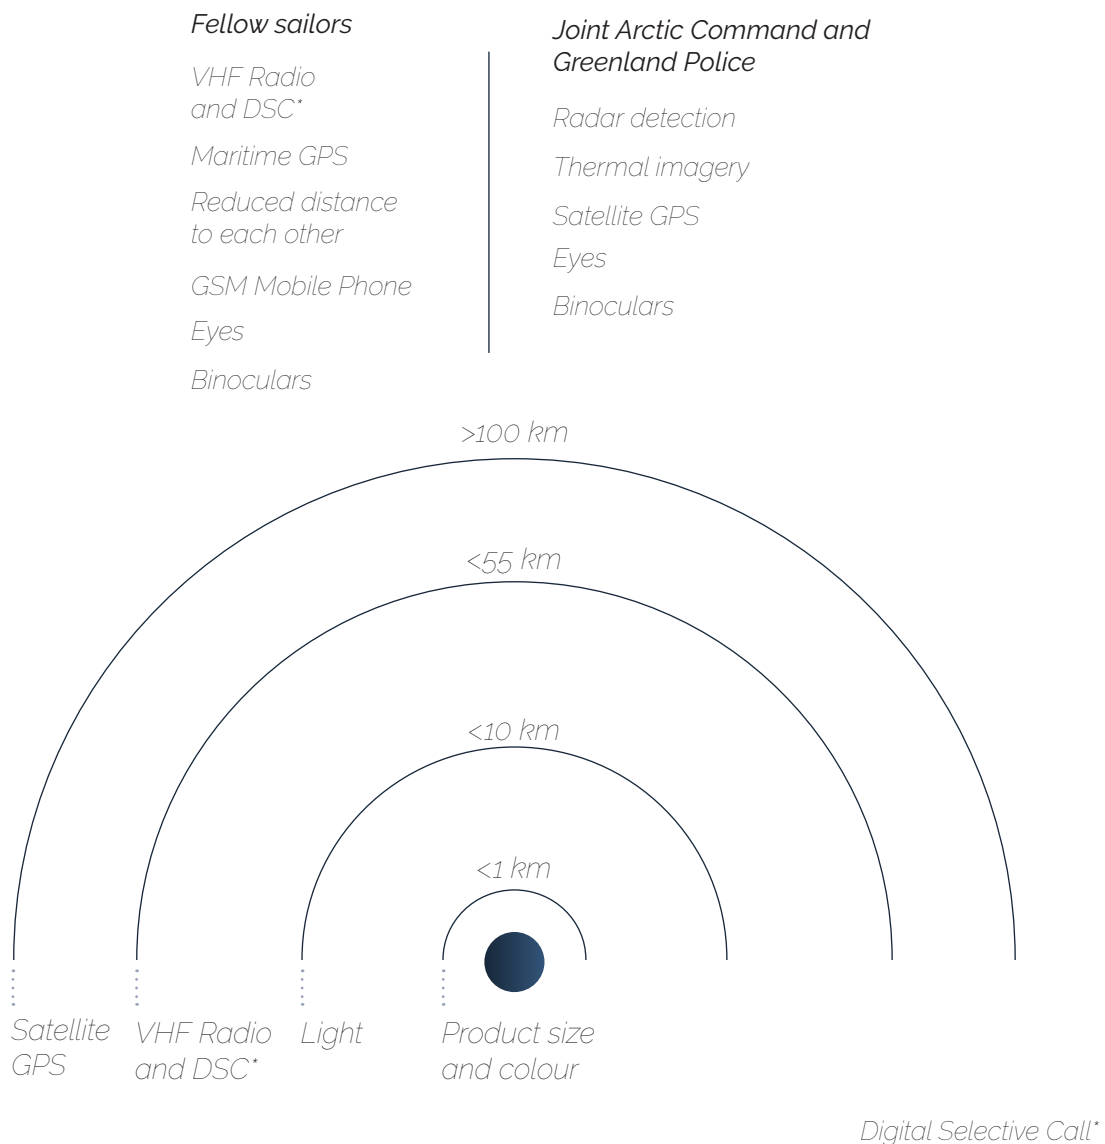 Fellow sailors
VHF Radio
and DSC*
Maritime GPS
Reduced distance
to each other
GSM Mobile Phone
Eyes
Binoculars
Joint Arctic Command and
Greenland Police
Radar detection
Thermal imagery
Satellite GPS
Eyes
Binoculars
>100 km
<55 km
<10 km
<1 km
Satellite
GPS
VHF Radio
and DSC*
Light
Product size
and colour
Digital Selective Call*